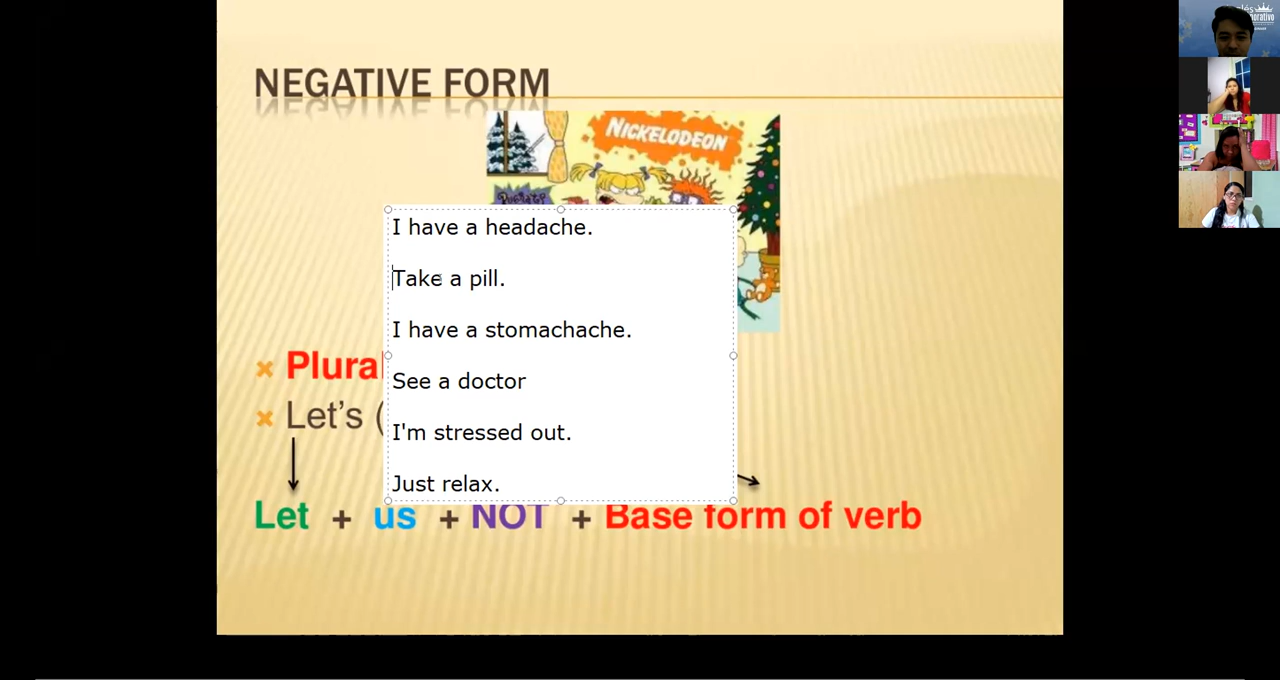 NEGATIVE FORM
NICKELODEON
I have a headache.
Take a pill.
I have a stomachache.
See a doctor
I'm stressed out.
Just relax.
Plura
Let's (
Let + us + NOT + Base form of verb